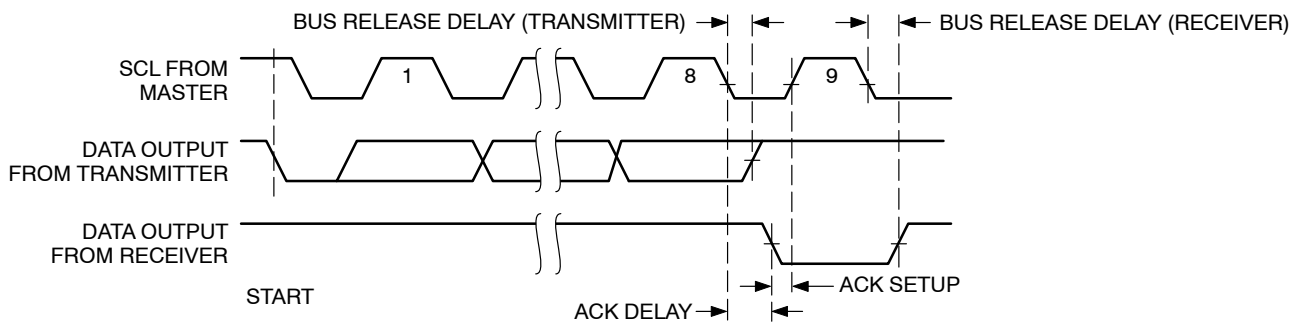 BUS RELEASE DELAY (TRANSMITTER)
BUS RELEASE DELAY (RECEIVER)
SCL FROM
MASTER
1
8
9
DATA OUTPUT
FROM TRANSMITTER
DATA OUTPUT
FROM RECEIVER
START
ACK SETUP
ACK DELAY